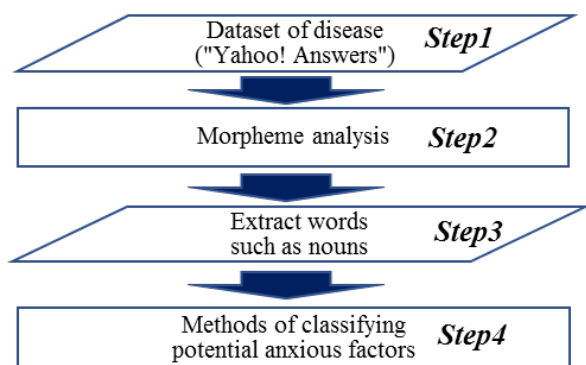 Dataset of disease
("Yahoo! Answers")
Step1
Morpheme analysis
Step2
Extract words
such as nouns
Step3
Methods of classifying
potential anxious factors
Step4